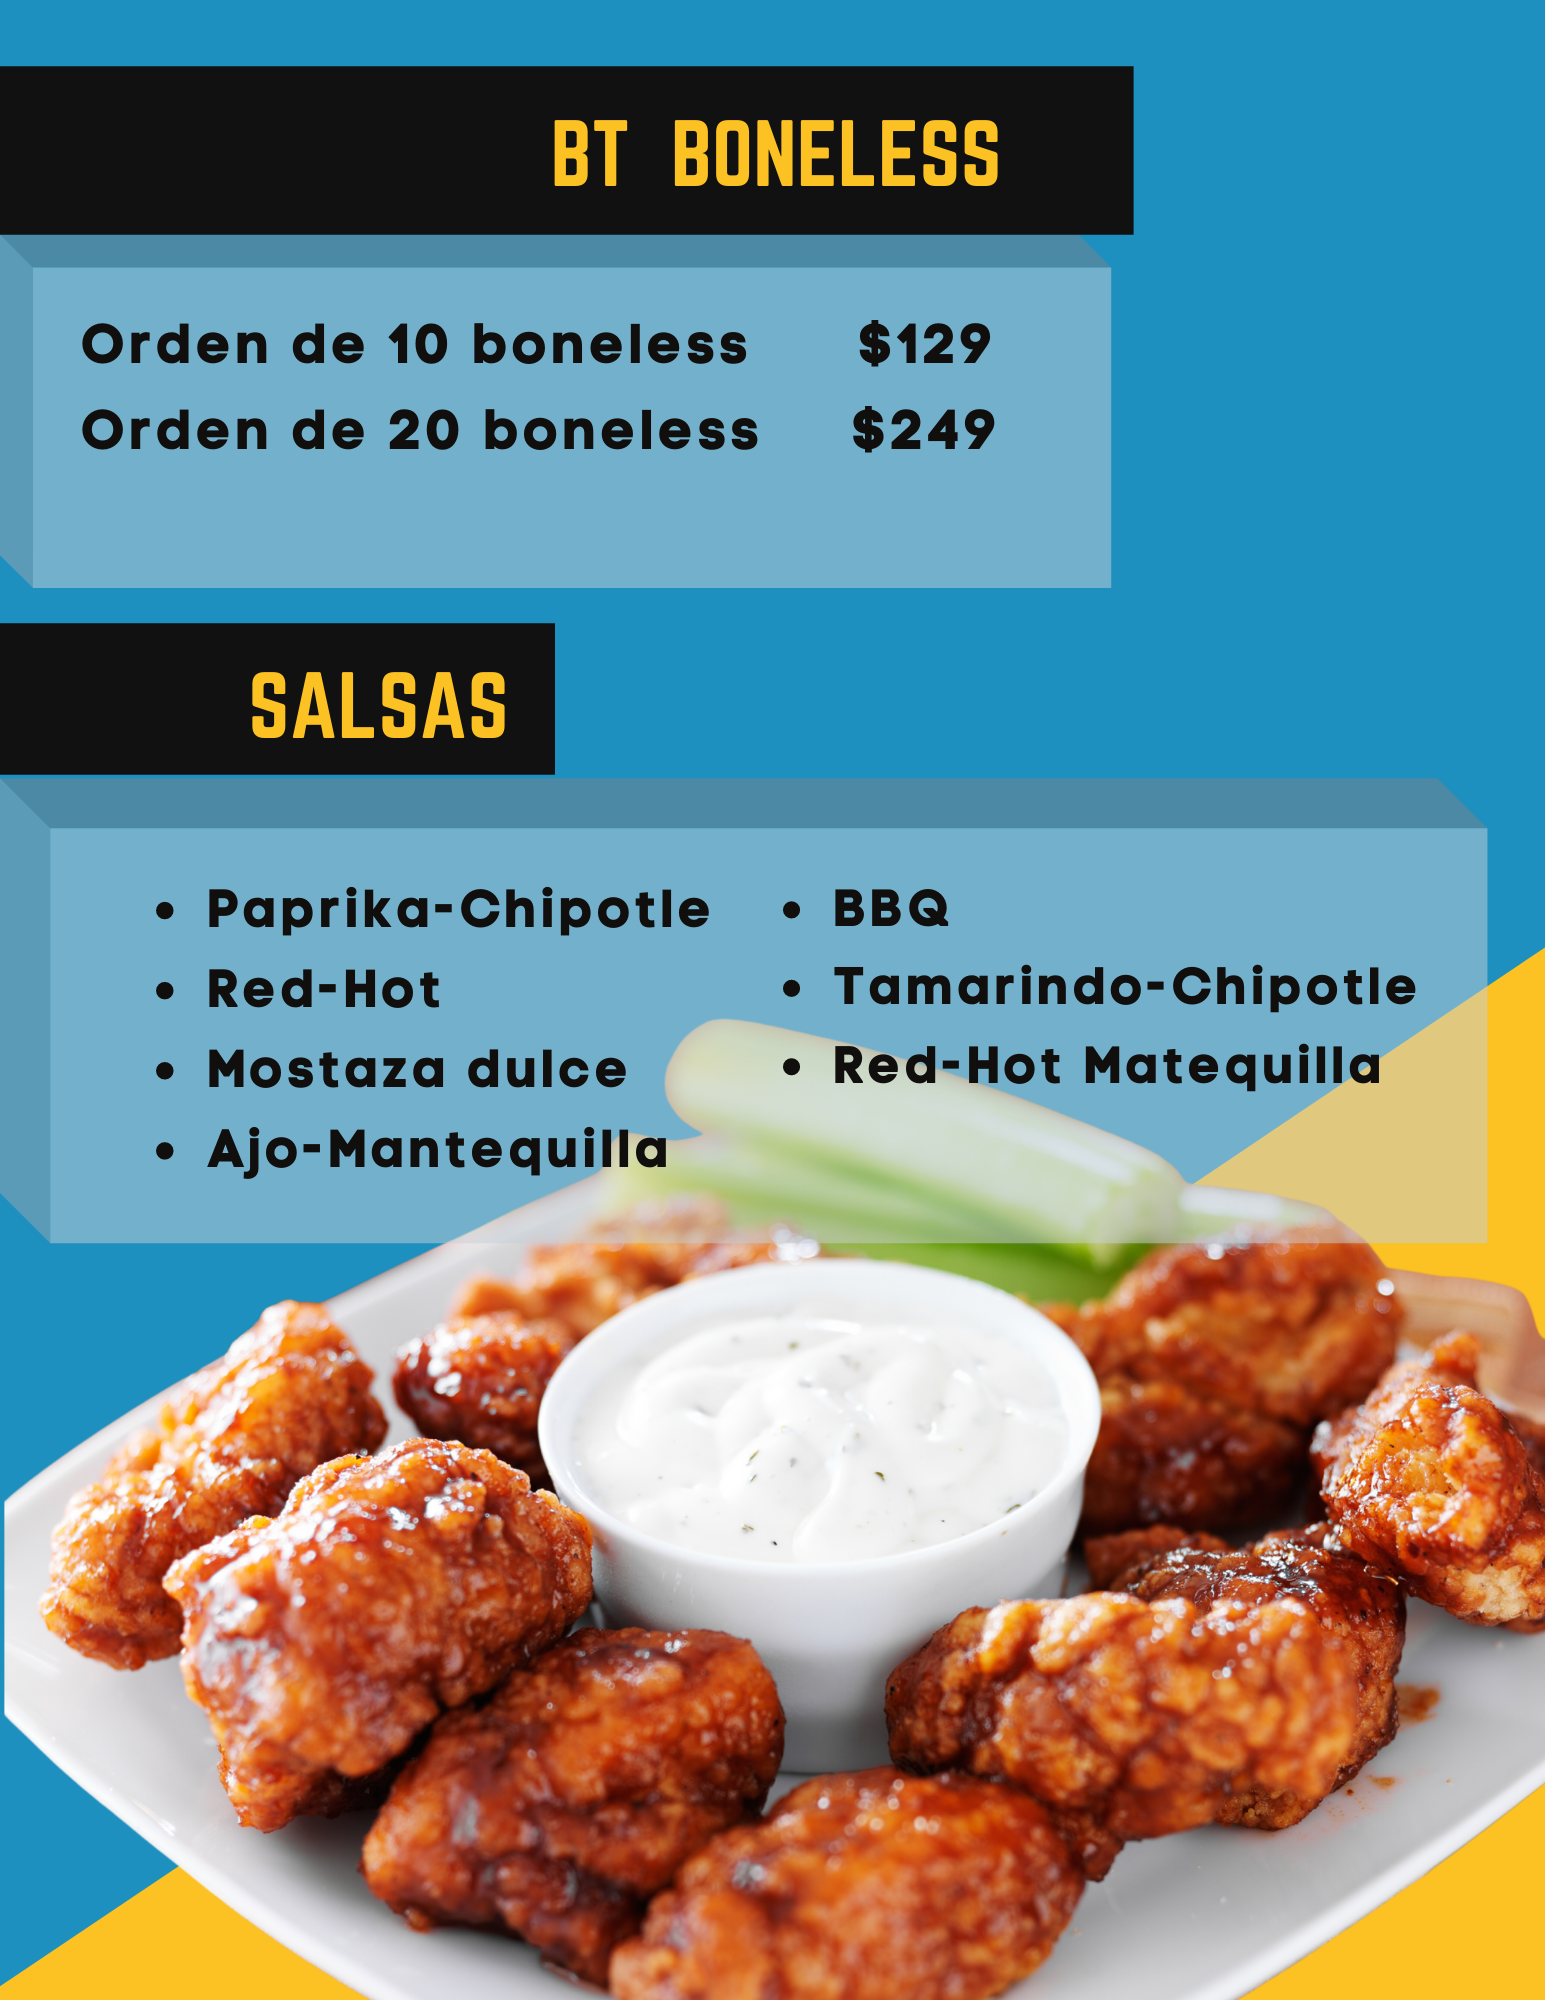 BT BONELESS
Orden de 10 boneless $129
Orden de 20 boneless $249
SALSAS
• Paprika-Chipotle
• Red-Hot
• Mostaza dulce
• Ajo-Mantequilla
• BBQ
• Tamarindo-Chipotle
• Red-Hot Matequilla